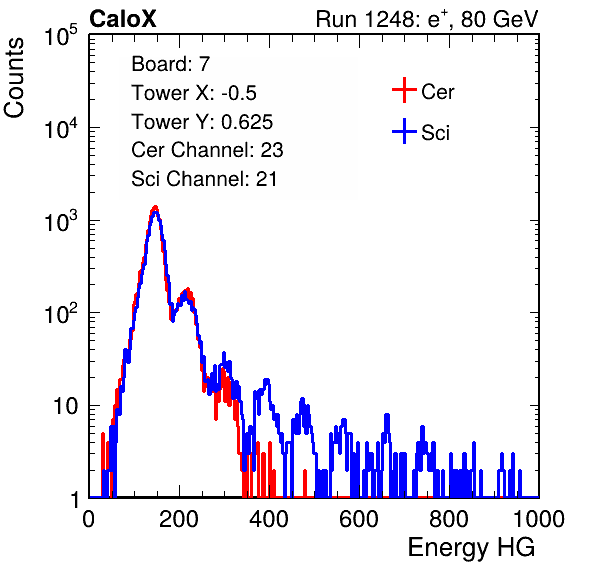 CaloX Run 1248: e⁺, 80 GeV
Counts
10⁵
10⁴
10³
10²
10
1
Board: 7
Tower X: -0.5
Tower Y: 0.625
Cer Channel: 23
Sci Channel: 21
Cer
Sci
0 200 400 600 800 1000
Energy HG